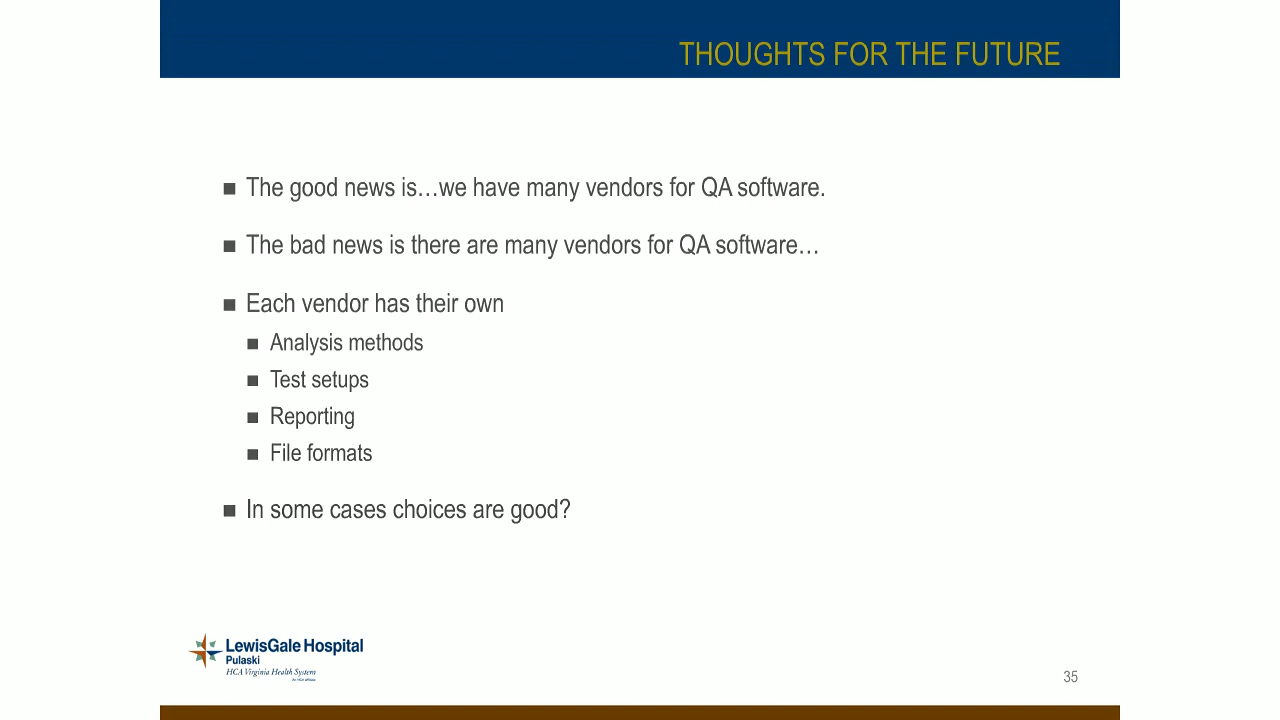 THOUGHTS FOR THE FUTURE
The good news is…we have many vendors for QA software.
The bad news is there are many vendors for QA software…
Each vendor has their own
Analysis methods
Test setups
Reporting
File formats
In some cases choices are good?
LewisGale Hospital
Pulaski
HCA Virginia Health System
35